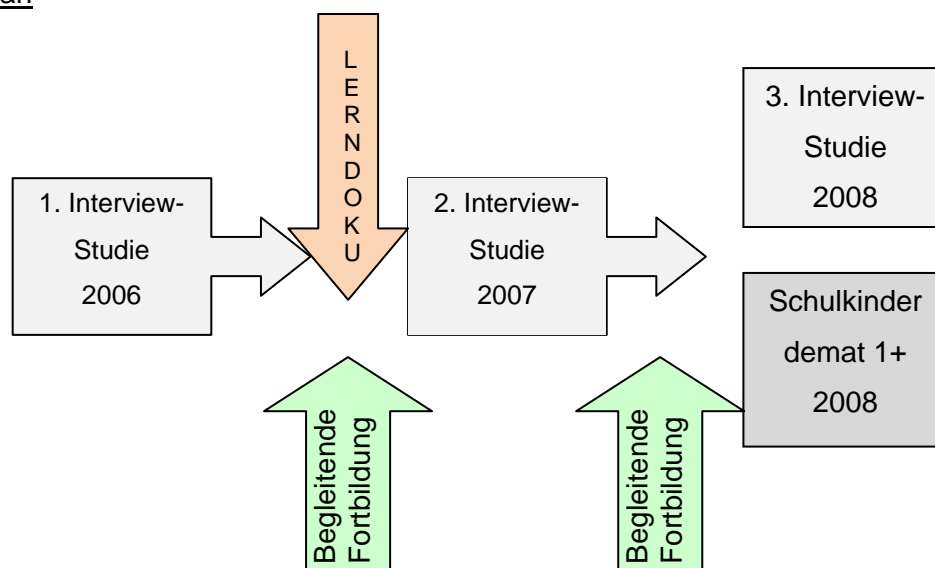 1. Interview-
Studie
2006
LERNDOKU
2. Interview-
Studie
2007
3. Interview-
Studie
2008
Schulkinder
demat 1+
2008
Begleitende
Fortbildung
Begleitende
Fortbildung